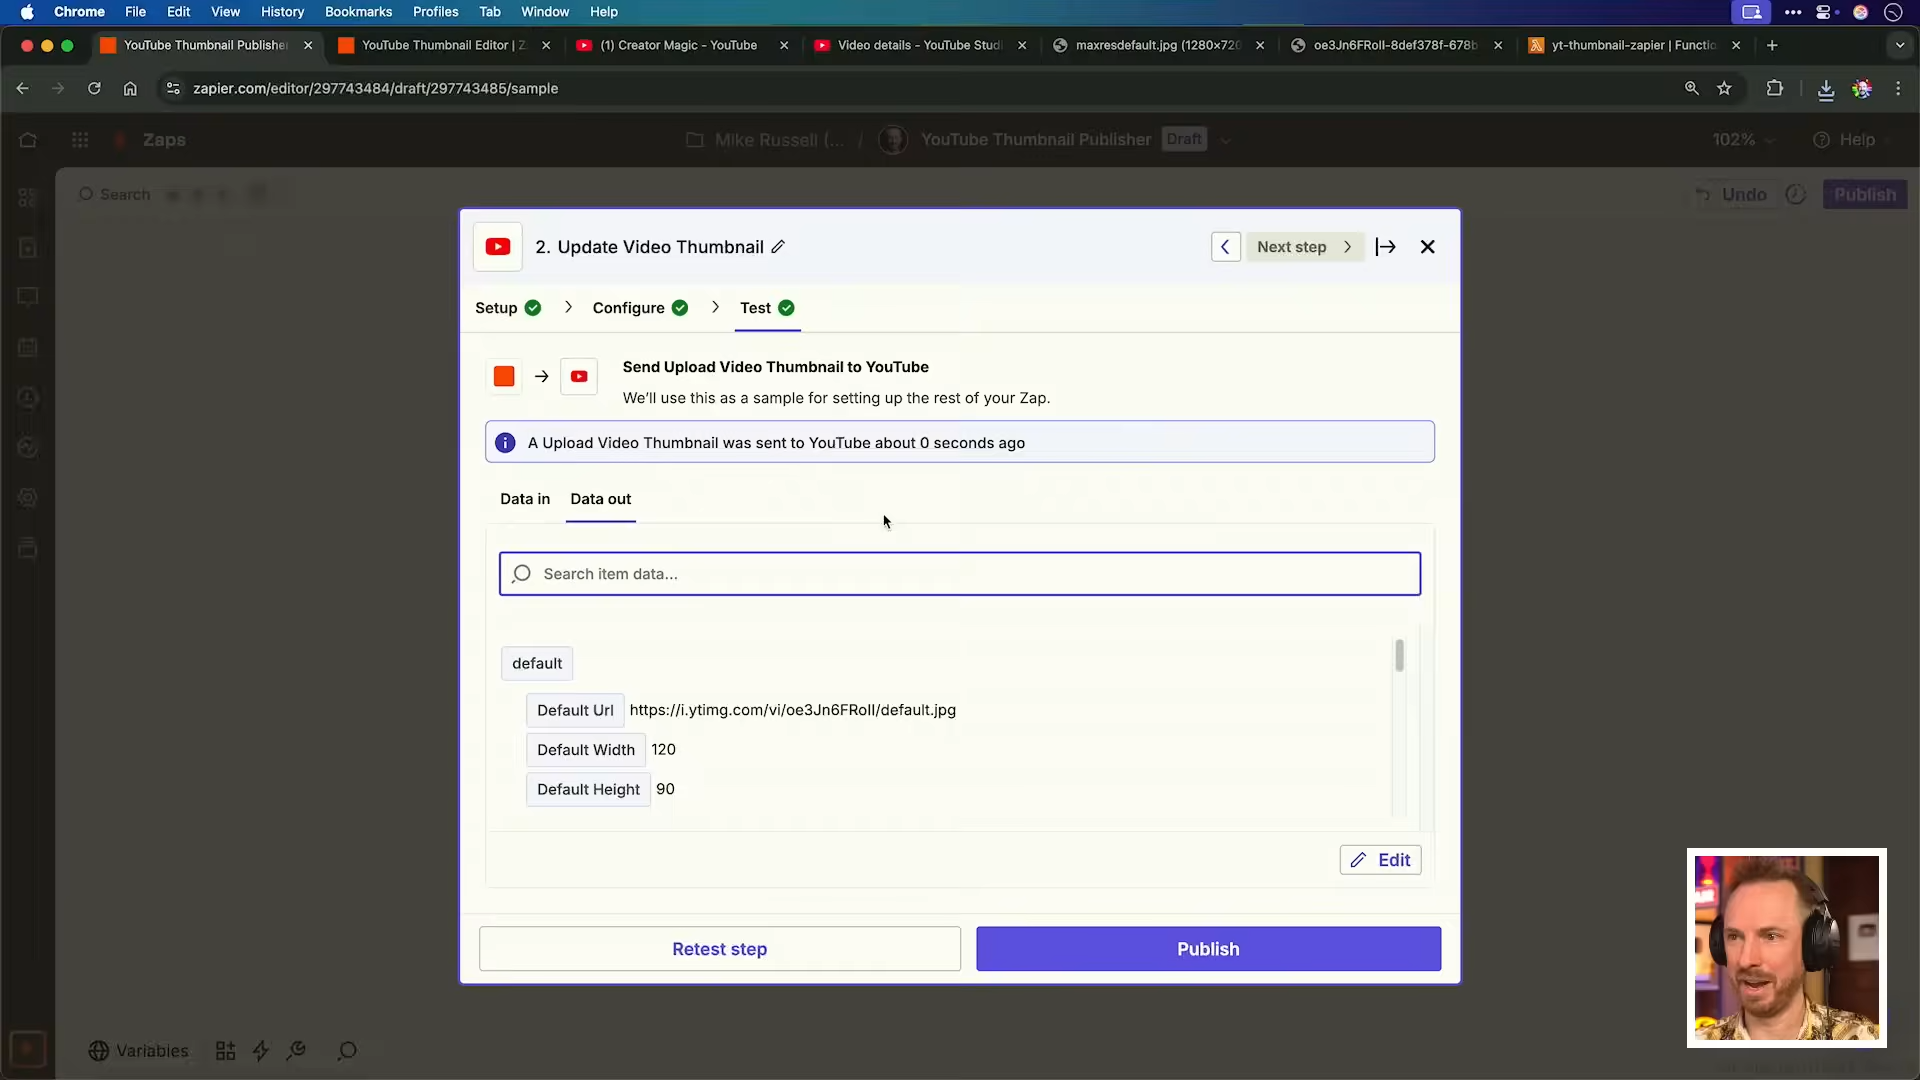 Chrome File Edit View History Bookmarks Profiles Tab Window Help
YouTube Thumbnail Publishe
YouTube Thumbnail Editor | Z
(1) Creator Magic - YouTube
Video details - YouTube Studi
maxresdefault.jpg (1280×720
oe3Jn6FRoII-8def378f-678b
yt-thumbnail-zapier | Functio
zapier.com/editor/297743484/draft/297743485/sample
Zaps
Mike Russell (... / YouTube Thumbnail Publisher Draft
102%
Help
Search
Undo
Publish
2. Update Video Thumbnail
Next step
Setup
Configure
Test
Send Upload Video Thumbnail to YouTube
We'll use this as a sample for setting up the rest of your Zap.
A Upload Video Thumbnail was sent to YouTube about 0 seconds ago
Data in
Data out
Search item data...
default
Default Url https://i.ytimg.com/vi/oe3Jn6FRoII/default.jpg
Default Width 120
Default Height 90
Edit
Retest step
Publish
Variables